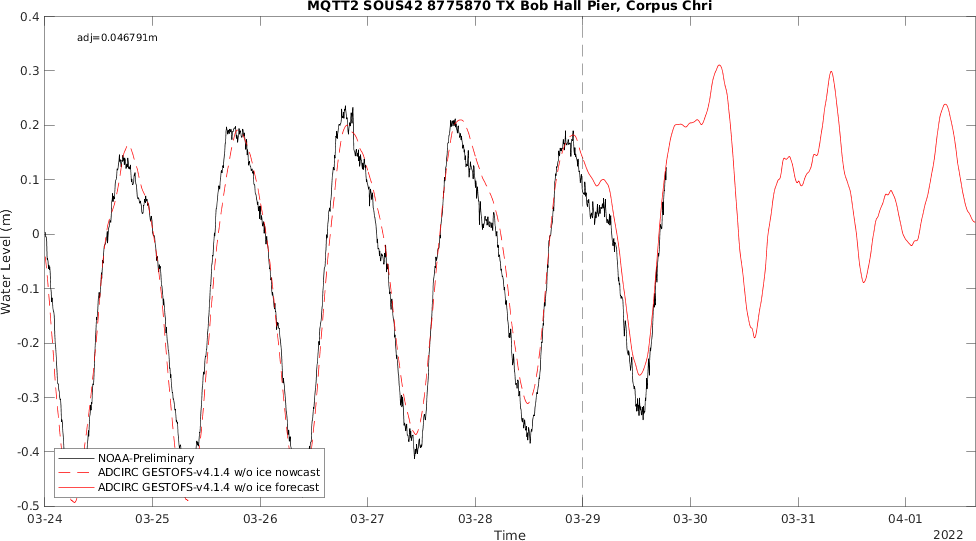 MQTT2 SOUS42 8775870 TX Bob Hall Pier, Corpus Chri
adj=0.046791m
0.4
0.3
0.2
0.1
0
-0.1
-0.2
-0.3
-0.4
-0.5
Water Level (m)
NOAA-Preliminary
ADCIRC GESTOFS-v4.1.4 w/o ice nowcast
ADCIRC GESTOFS-v4.1.4 w/o ice forecast
03-24 03-25 03-26 03-27 03-28 03-29 03-30 03-31 04-01
Time
2022